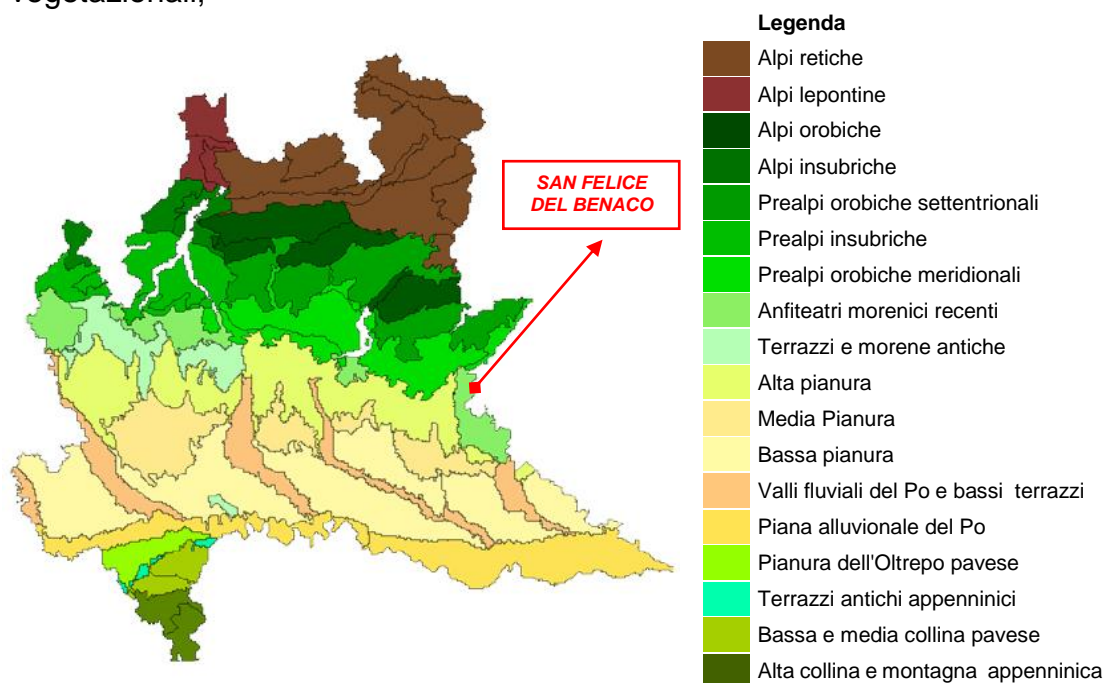 vegetazionali;
Legenda
Alpi retiche
Alpi lepontine
Alpi orobiche
Alpi insubriche
Prealpi orobiche settentrionali
Prealpi insubriche
Prealpi orobiche meridionali
Anfiteatri morenici recenti
Terrazzi e morene antiche
Alta pianura
Media Pianura
Bassa pianura
Valli fluviali del Po e bassi terrazzi
Piana alluvionale del Po
Pianura dell'Oltrepo pavese
Terrazzi antichi appenninici
Bassa e media collina pavese
Alta collina e montagna appenninica
SAN FELICE
DEL BENACO